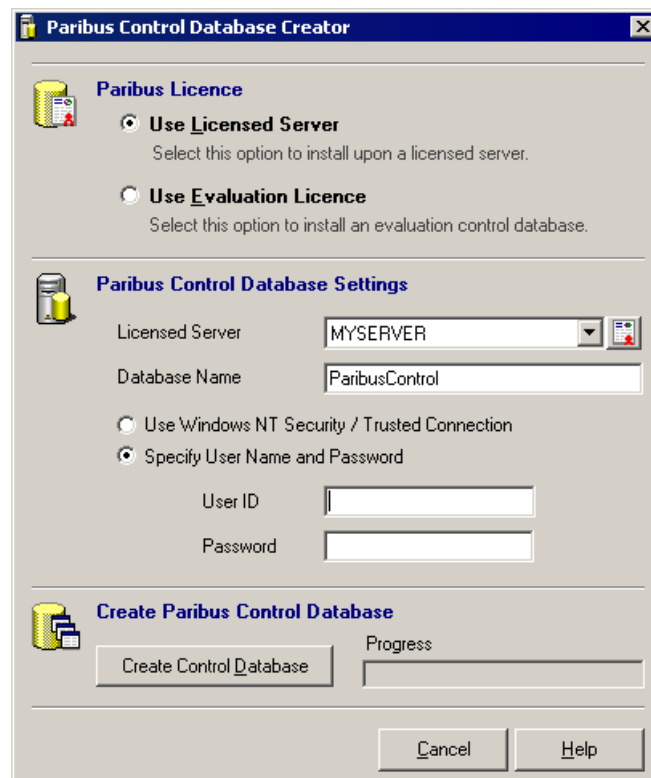 Paribus Control Database Creator
Paribus Licence
Use Licensed Server
Select this option to install upon a licensed server.
Use Evaluation Licence
Select this option to install an evaluation control database.
Paribus Control Database Settings
Licensed Server
MYSERVER
Database Name
ParibusControl
Use Windows NT Security / Trusted Connection
Specify User Name and Password
User ID
Password
Create Paribus Control Database
Create Control Database
Progress
Cancel
Help